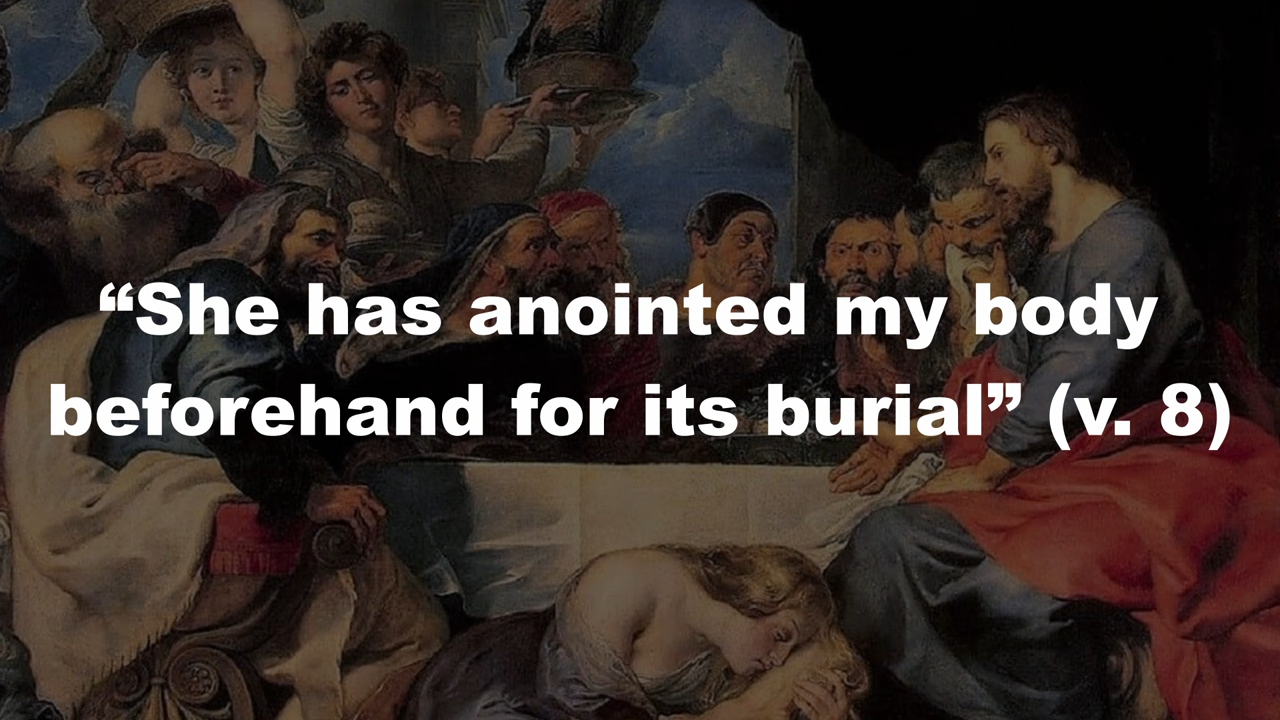 “She has anointed my body
beforehand for its burial” (v. 8)